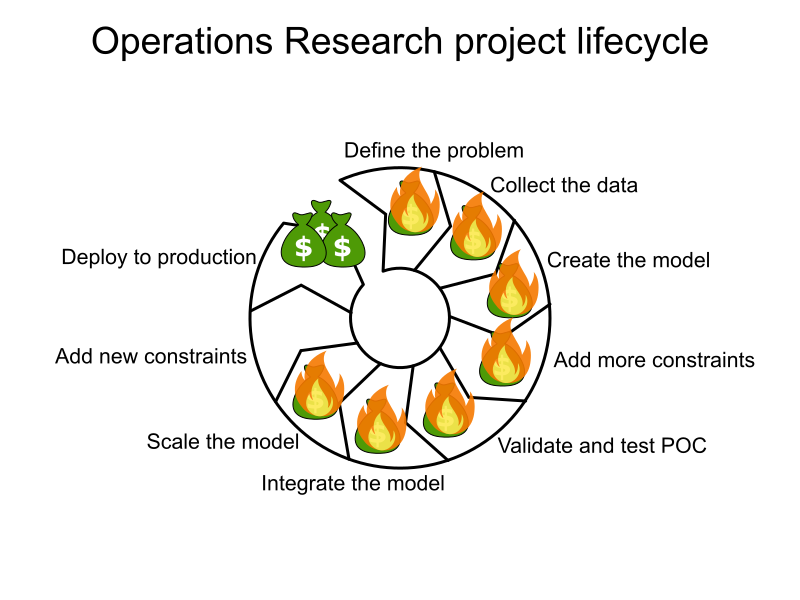 Operations Research project lifecycle
Define the problem
Collect the data
Create the model
Add more constraints
Validate and test POC
Integrate the model
Scale the model
Add new constraints
Deploy to production
$
$
$